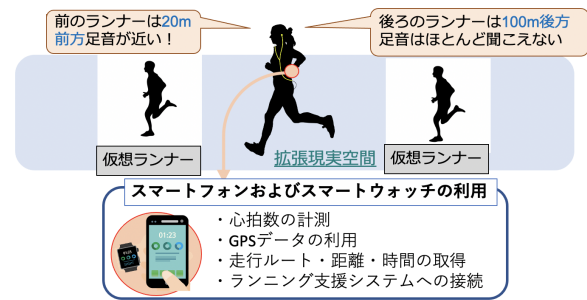 前のランナーは20m
前方足音が近い！
後ろのランナーは100m後方
足音はほとんど聞こえない
仮想ランナー
拡張現実空間
仮想ランナー
スマートフォンおよびスマートウォッチの利用
・心拍数の計測
・GPSデータの利用
・走行ルート・距離・時間の取得
・ランニング支援システムへの接続
01:23